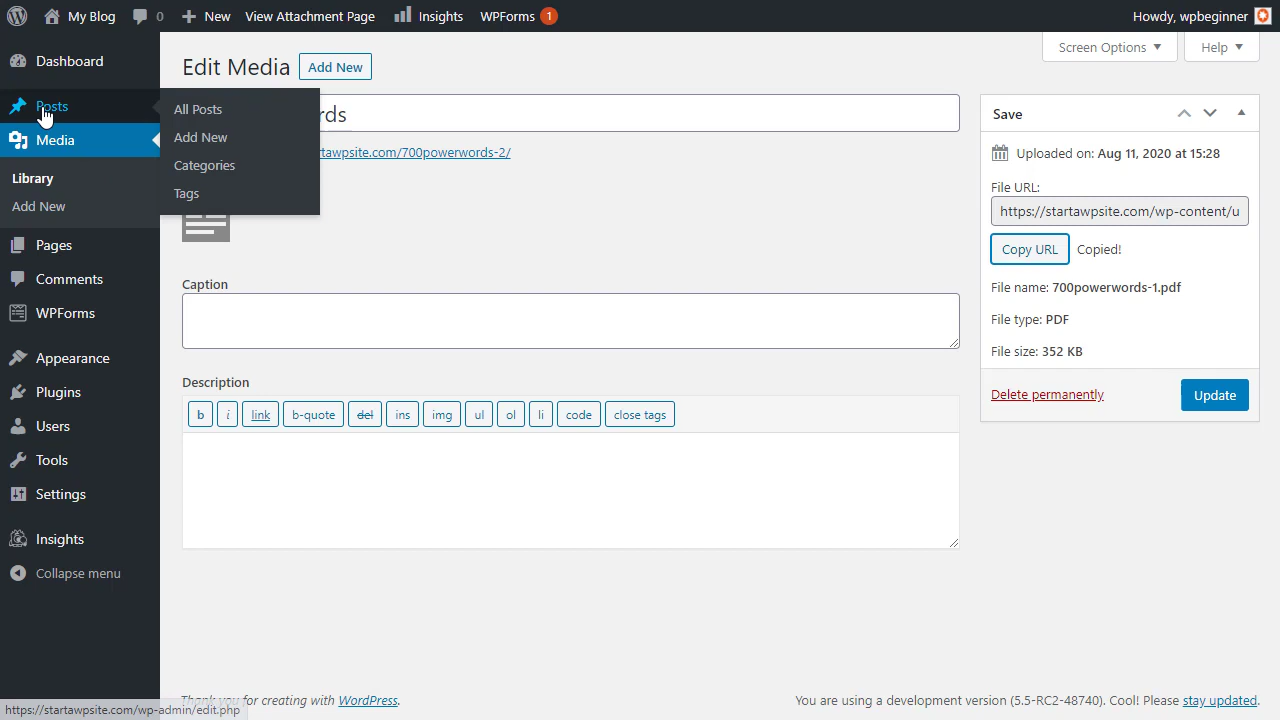 My Blog 0 New View Attachment Page Insights WPForms 1 Howdy, wpbeginner
Screen Options Help
Dashboard
Posts
Media
Library
Add New
Pages
Comments
WPForms
Appearance
Plugins
Users
Tools
Settings
Insights
Collapse menu
All Posts
Add New
Categories
Tags
Edit Media Add New
rds
tawpsite.com/700powerwords-2/
Caption
Description
b i link b-quote del ins img ul ol li code close tags
Save
Uploaded on: Aug 11, 2020 at 15:28
File URL:
https://startawpsite.com/wp-content/u
Copy URL Copied!
File name: 700powerwords-1.pdf
File type: PDF
File size: 352 KB
Delete permanently Update
Thank you for creating with WordPress.
You are using a development version (5.5-RC2-48740). Cool! Please stay updated.
https://startawpsite.com/wp-admin/edit.php